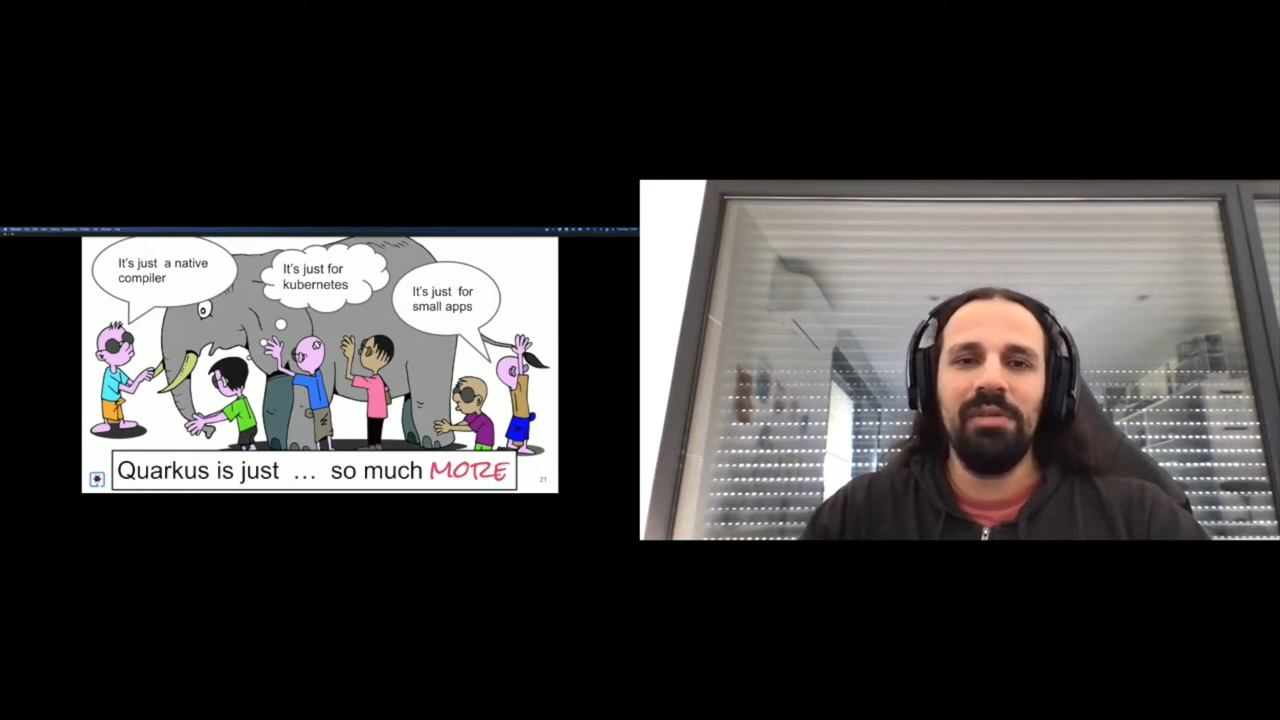 It's just a native
compiler
It's just for
kubernetes
It's just for
small apps
Quarkus is just ... so much MORE
21